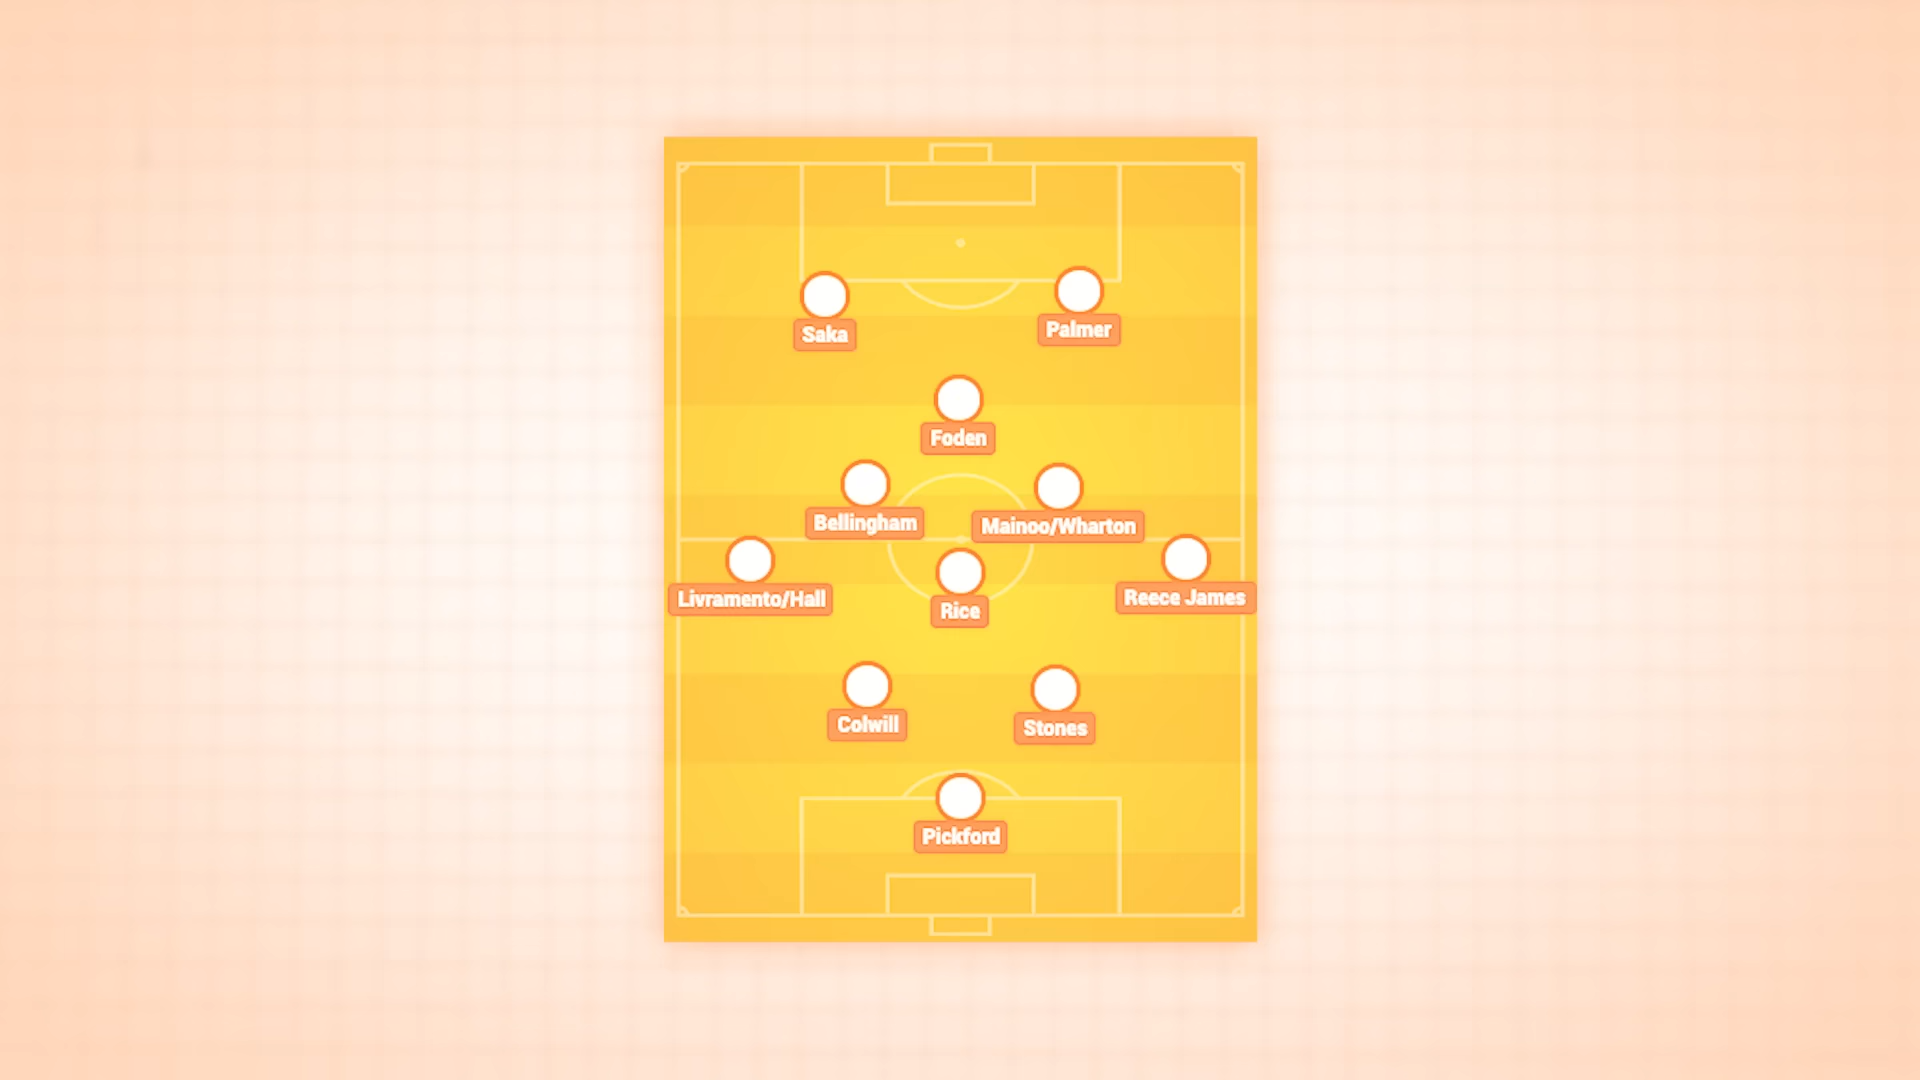 Saka
Palmer
Foden
Bellingham
Mainoo/Wharton
Livramento/Hall
Rice
Reece James
Colwill
Stones
Pickford